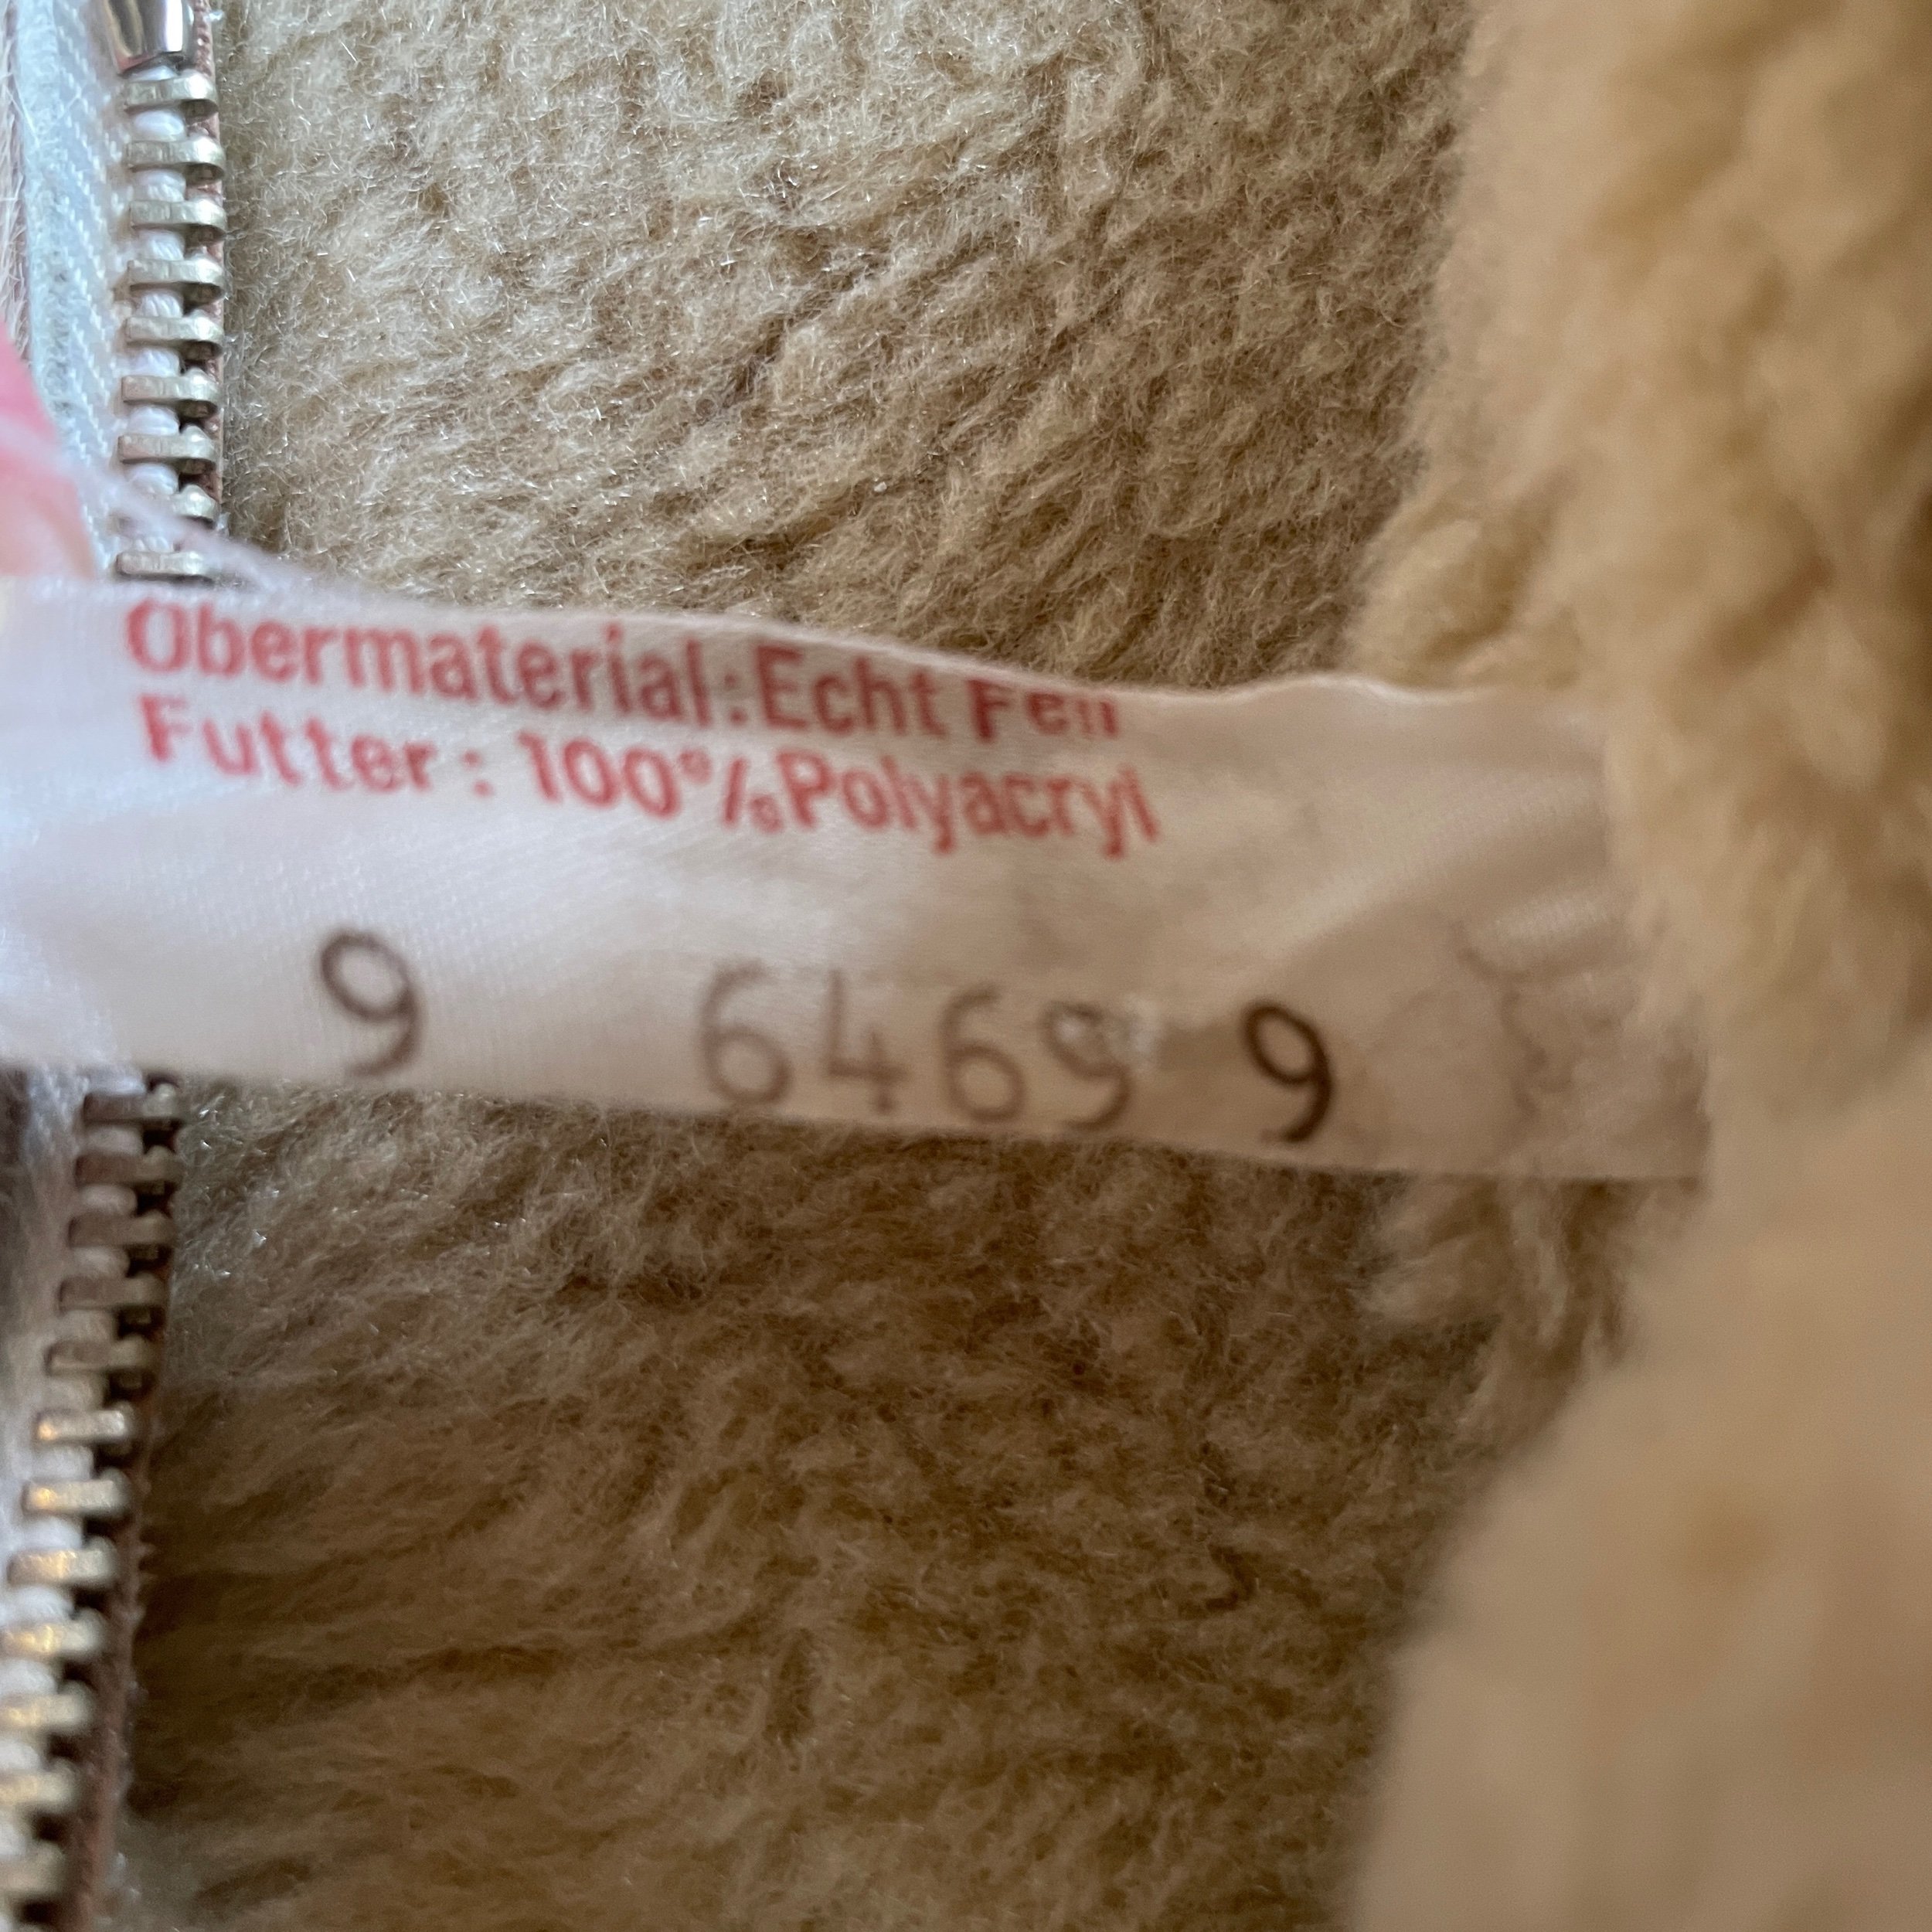 Obermaterial:Echt Fell
Futter: 100%Polyacryl
9 6469 9